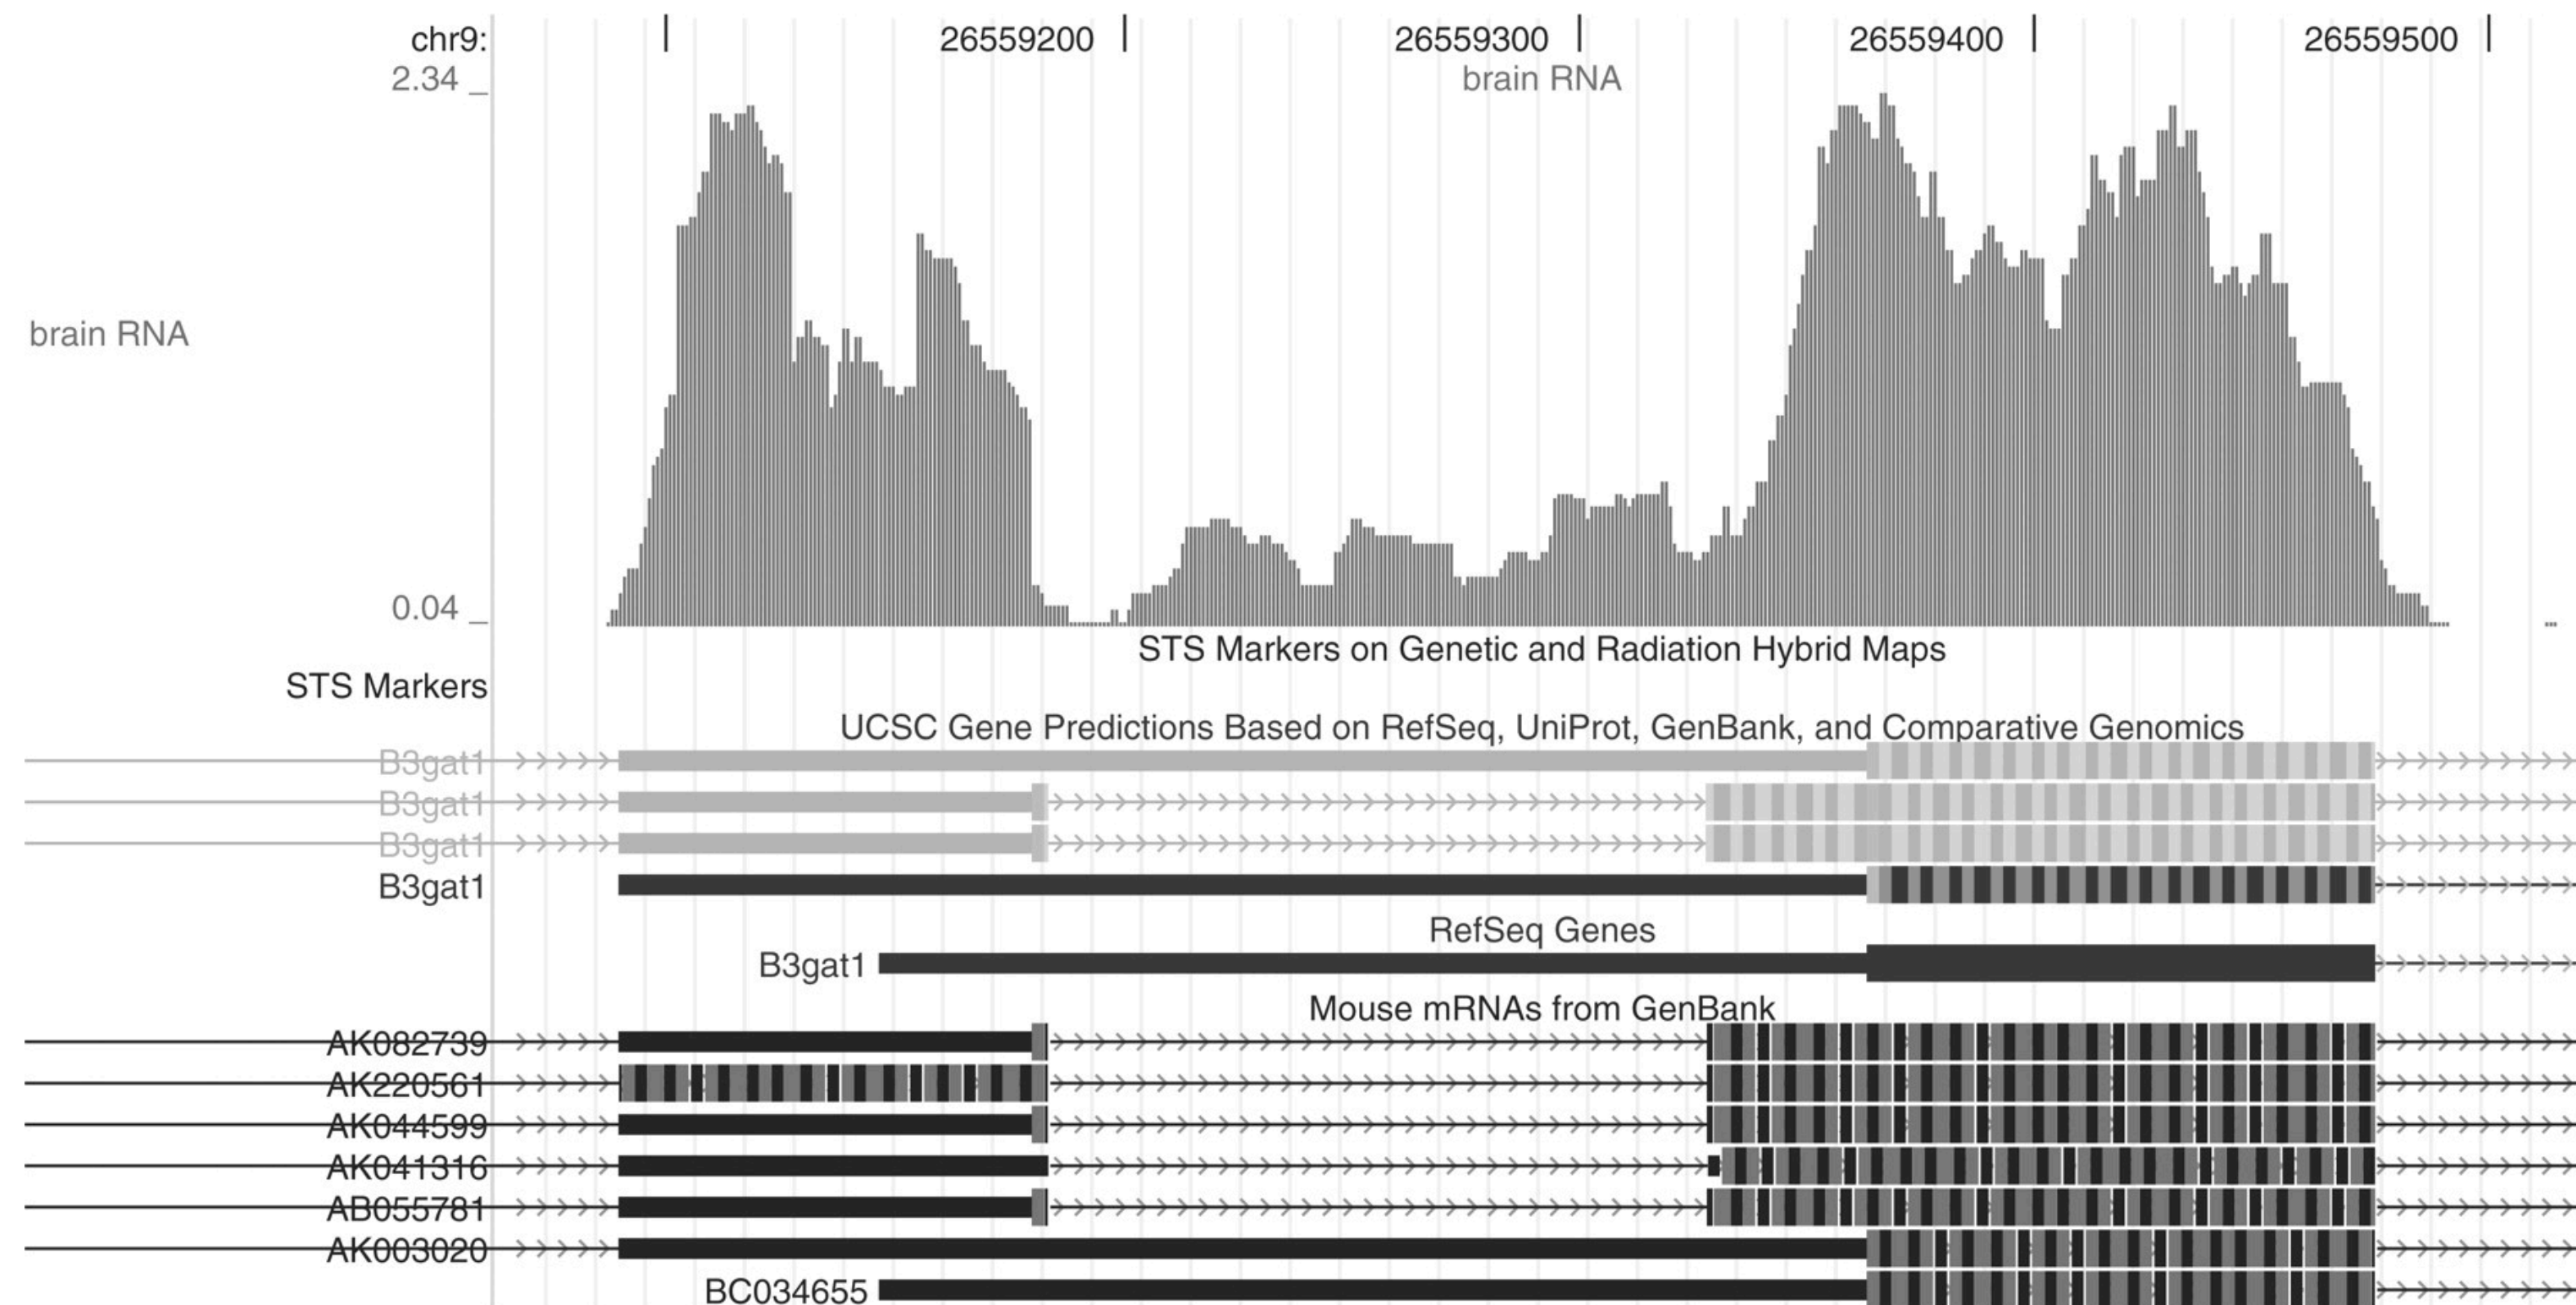 chr9: 26559200 26559300 26559400 26559500
2.34 _ brain RNA
brain RNA
0.04 _
STS Markers on Genetic and Radiation Hybrid Maps
STS Markers
UCSC Gene Predictions Based on RefSeq, UniProt, GenBank, and Comparative Genomics
B3gat1
B3gat1
B3gat1
B3gat1
RefSeq Genes
B3gat1
Mouse mRNAs from GenBank
AK082739
AK220561
AK044599
AK041316
AB055781
AK003020
BC034655